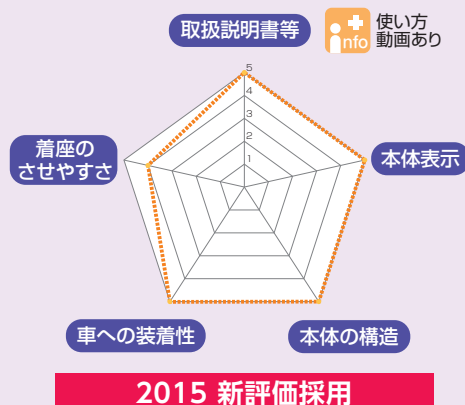 取扱説明書等
info
使い方
動画あり
5
4
3
2
1
着座の
させやすさ
本体表示
車への装着性
本体の構造
2015 新評価採用